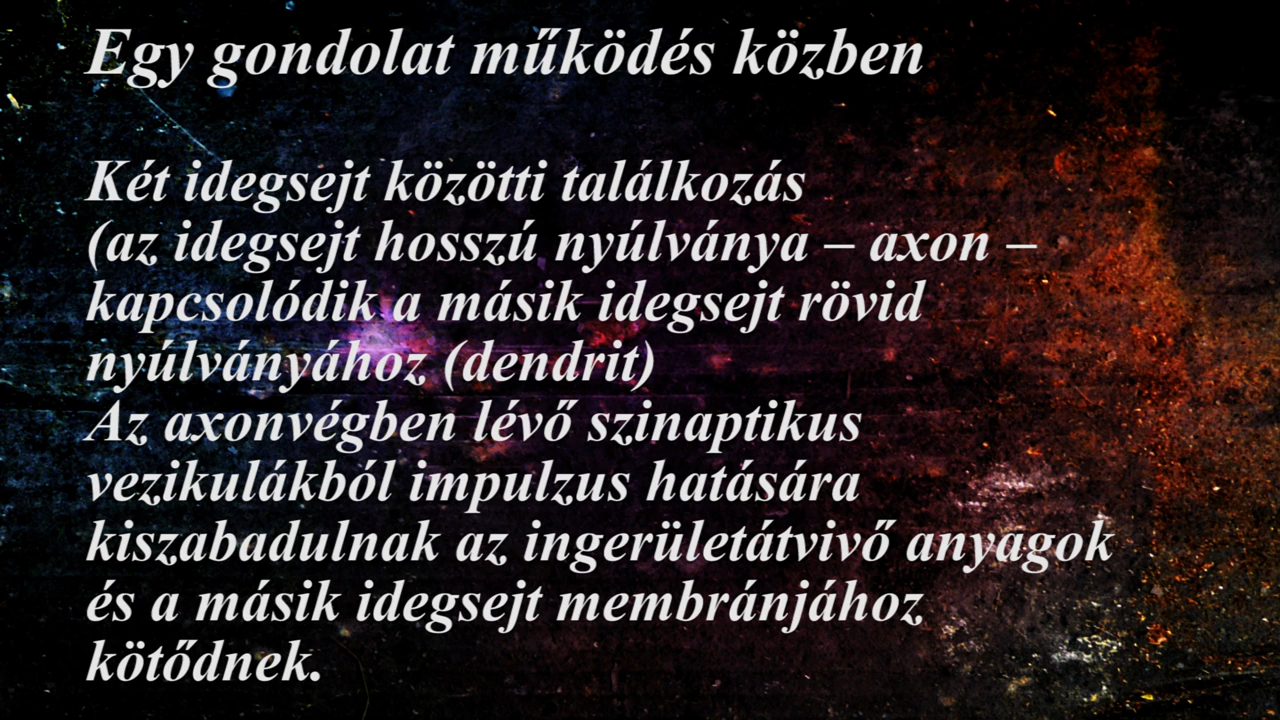 Egy gondolat működés közben
Két idegsejt közötti találkozás
(az idegsejt hosszú nyúlványa – axon –
kapcsolódik a másik idegsejt rövid
nyúlványához (dendrit)
Az axonvégben lévő szinaptikus
vezikulákból impulzus hatására
kiszabadulnak az ingerületátvivő anyagok
és a másik idegsejt membránjához
kötődnek.